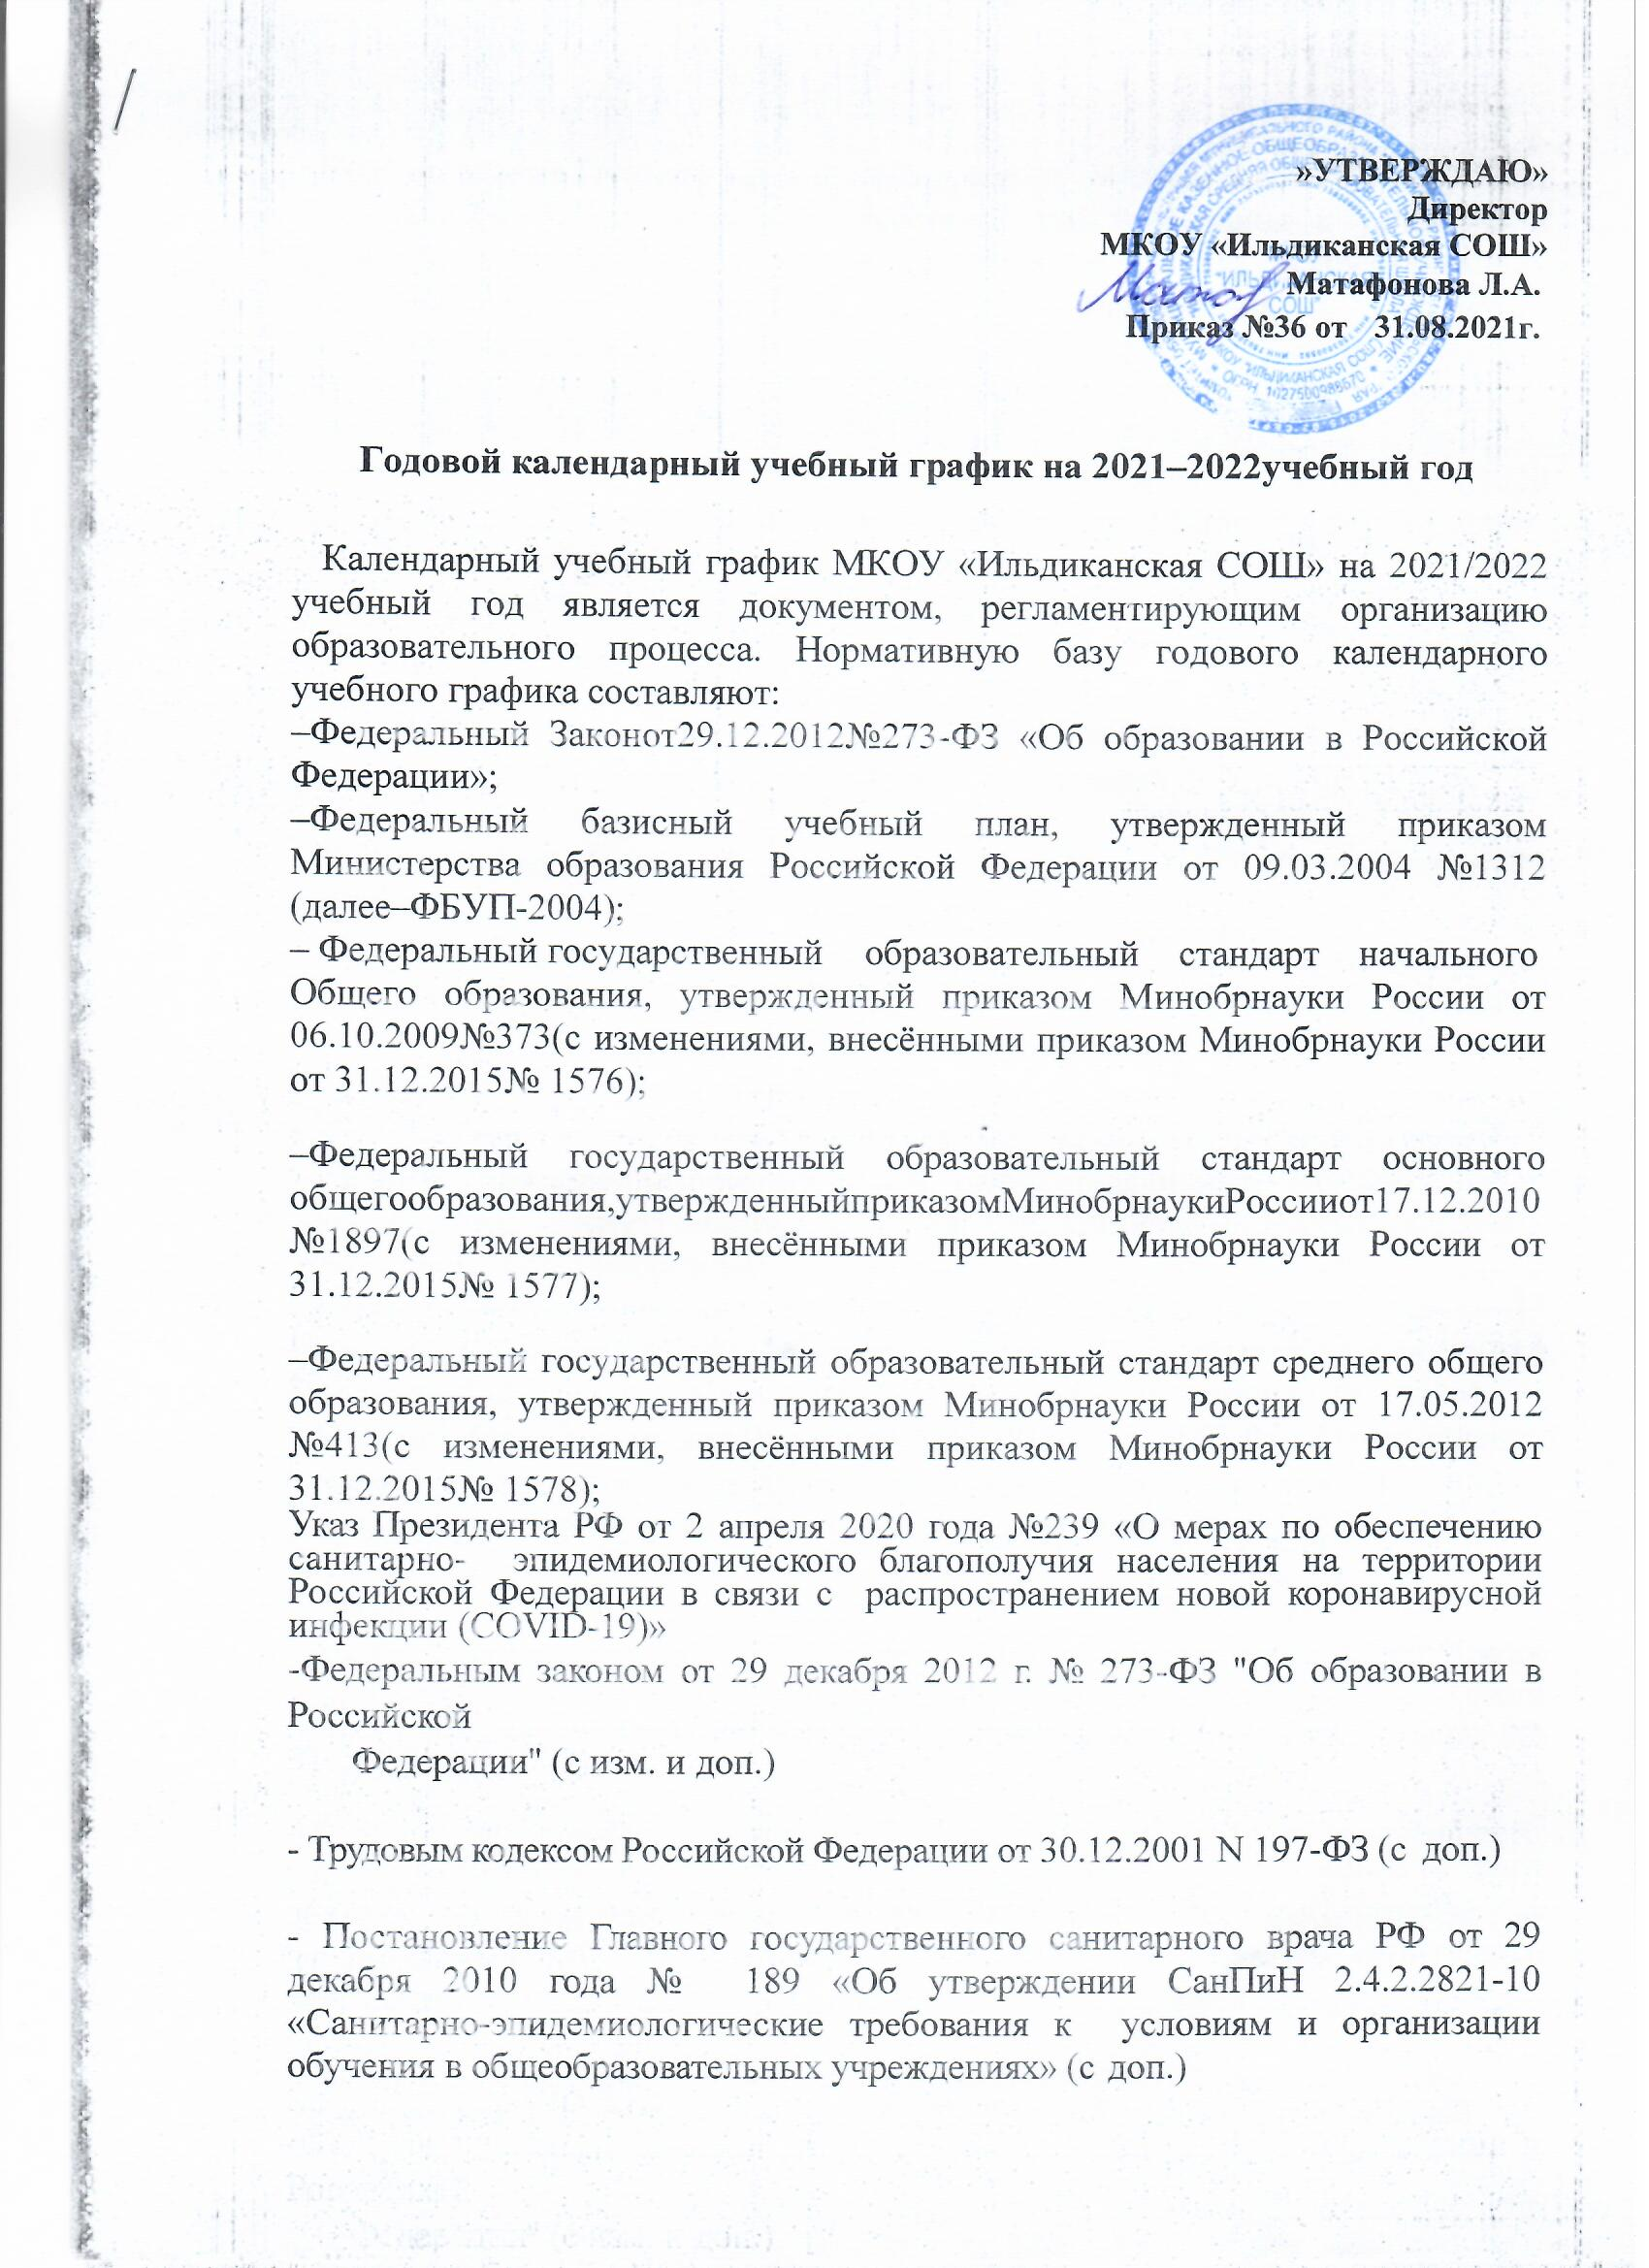 »УТВЕРЖДАЮ»
Директор
МКОУ «Ильдиканская СОШ»
Матафонова Л.А.
Приказ №36 от 31.08.2021г.
Годовой календарный учебный график на 2021–2022учебный год
Календарный учебный график МКОУ «Ильдиканская СОШ» на 2021/2022
учебный год является документом, регламентирующим организацию
образовательного процесса. Нормативную базу годового календарного
учебного графика составляют:
–Федеральный Законот29.12.2012№273-ФЗ «Об образовании в Российской
Федерации»;
–Федеральный базисный учебный план, утвержденный приказом
Министерства образования Российской Федерации от 09.03.2004 №1312
(далее–ФБУП-2004);
– Федеральный государственный образовательный стандарт начального
Общего образования, утвержденный приказом Минобрнауки России от
06.10.2009№373(с изменениями, внесёнными приказом Минобрнауки России
от 31.12.2015№ 1576);
–Федеральный государственный образовательный стандарт основного
общегообразования,утвержденныйприказомМинобрнаукиРоссииот17.12.2010
№1897(с изменениями, внесёнными приказом Минобрнауки России от
31.12.2015№ 1577);
–Федеральный государственный образовательный стандарт среднего общего
образования, утвержденный приказом Минобрнауки России от 17.05.2012
№413(с изменениями, внесёнными приказом Минобрнауки России от
31.12.2015№ 1578);
Указ Президента РФ от 2 апреля 2020 года №239 «О мерах по обеспечению
санитарно- эпидемиологического благополучия населения на территории
Российской Федерации в связи с распространением новой коронавирусной
инфекции (COVID-19)»
-Федеральным законом от 29 декабря 2012 г. № 273-ФЗ "Об образовании в
Российской
Федерации" (с изм. и доп.)
- Трудовым кодексом Российской Федерации от 30.12.2001 N 197-ФЗ (с доп.)
- Постановление Главного государственного санитарного врача РФ от 29
декабря 2010 года № 189 «Об утверждении СанПиН 2.4.2.2821-10
«Санитарно-эпидемиологические требования к условиям и организации
обучения в общеобразовательных учреждениях» (с доп.)